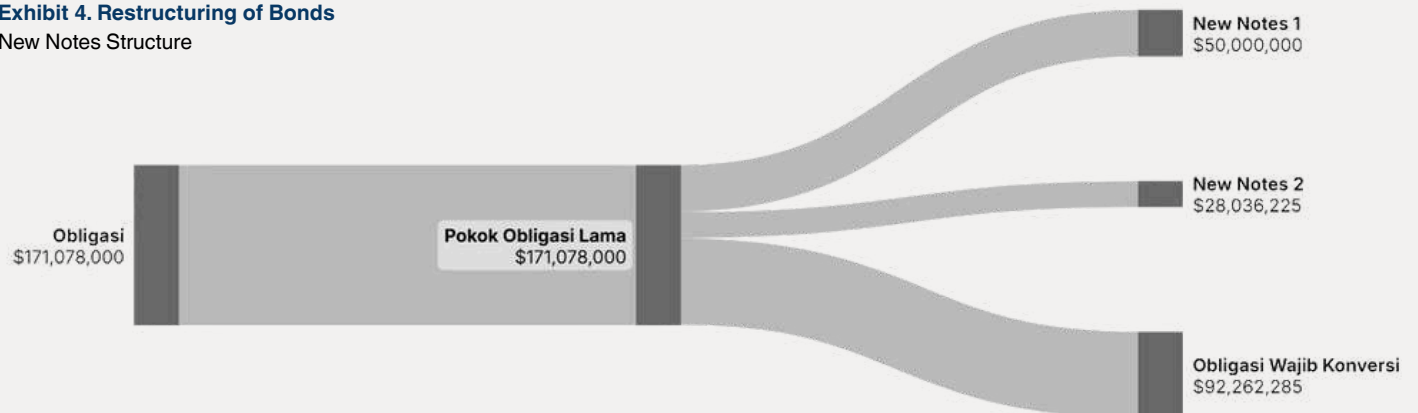 Exhibit 4. Restructuring of Bonds
New Notes Structure
New Notes 1
$50,000,000
New Notes 2
$28,036,225
Obligasi
$171,078,000
Pokok Obligasi Lama
$171,078,000
Obligasi Wajib Konversi
$92,262,285